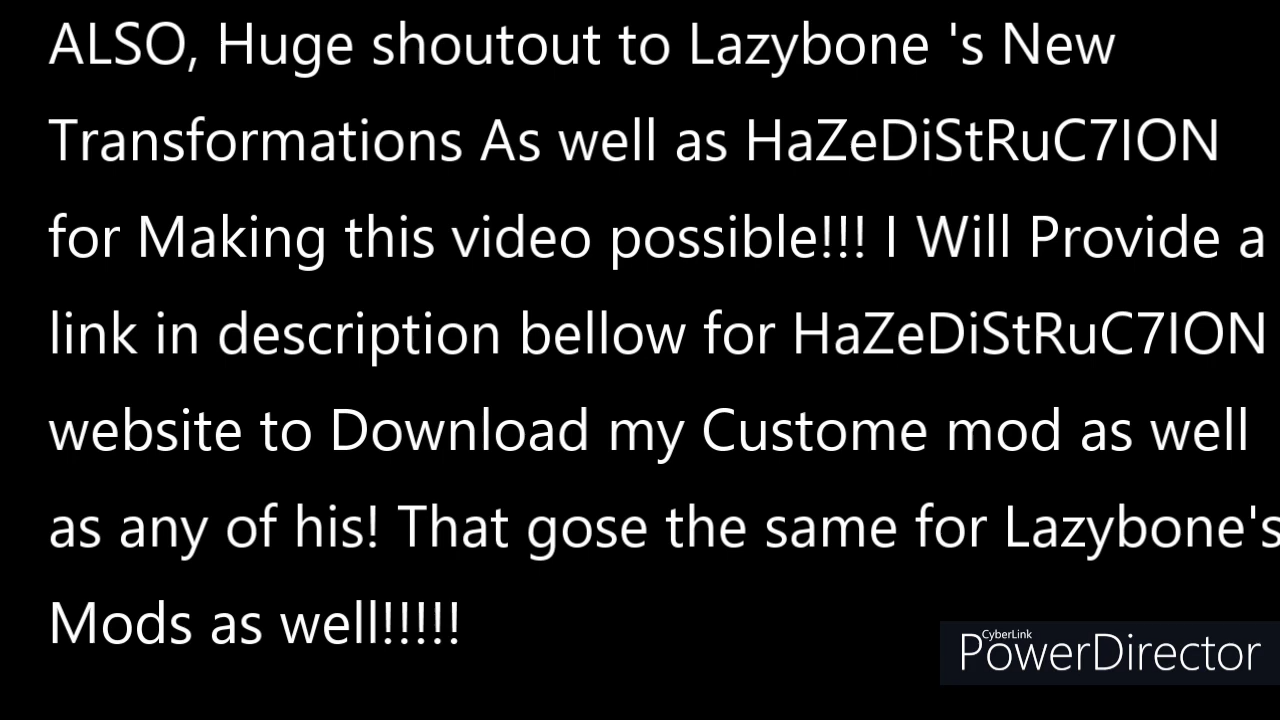 ALSO, Huge shoutout to Lazybone 's New
Transformations As well as HaZeDiStRuC7ION
for Making this video possible!!! I Will Provide a
link in description bellow for HaZeDiStRuC7ION
website to Download my Custome mod as well
as any of his! That gose the same for Lazybone's
Mods as well!!!!!
CyberLink
PowerDirector